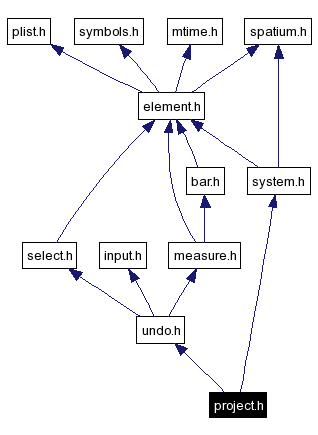 plist.h
symbols.h
mtime.h
spatium.h
element.h
bar.h
system.h
select.h
input.h
measure.h
undo.h
project.h